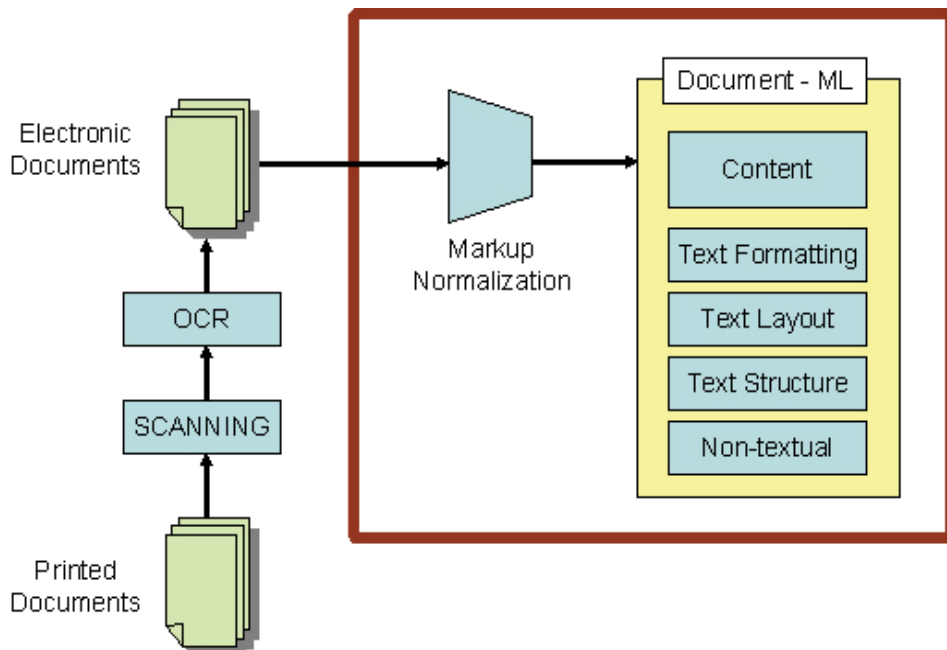 Electronic
Documents
OCR
SCANNING
Printed
Documents
Markup
Normalization
Document - ML
Content
Text Formatting
Text Layout
Text Structure
Non-textual